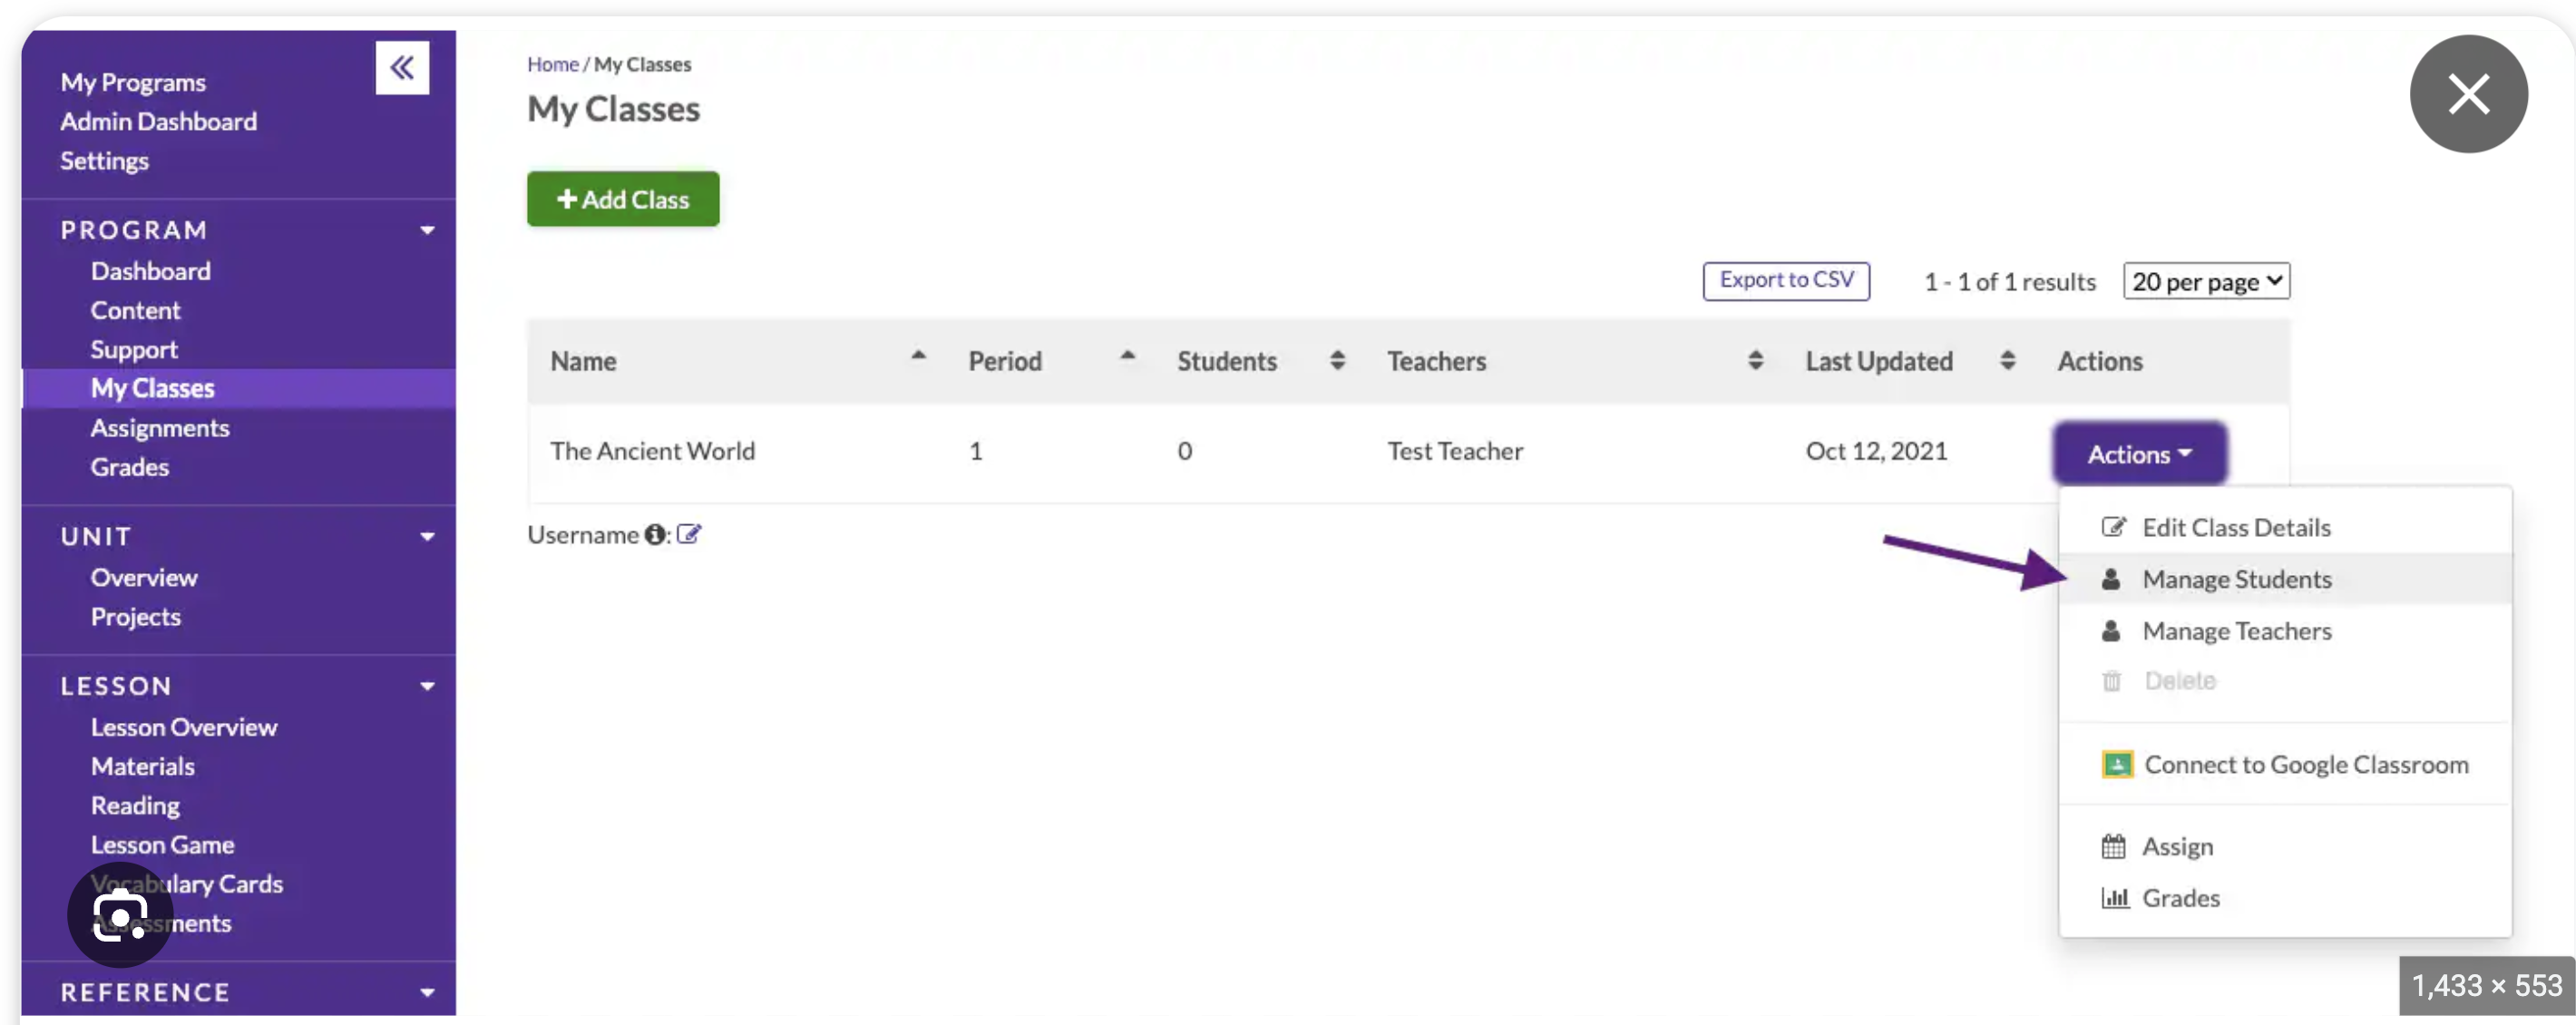 My Programs
Admin Dashboard
Settings
PROGRAM
Dashboard
Content
Support
My Classes
Assignments
Grades
UNIT
Overview
Projects
LESSON
Lesson Overview
Materials
Reading
Lesson Game
Vocabulary Cards
Assessments
REFERENCE
Home / My Classes
My Classes
+ Add Class
Export to CSV 1 - 1 of 1 results 20 per page
Name Period Students Teachers Last Updated Actions
The Ancient World 1 0 Test Teacher Oct 12, 2021 Actions
Username :
Edit Class Details
Manage Students
Manage Teachers
Delete
Connect to Google Classroom
Assign
Grades
1,433 × 553